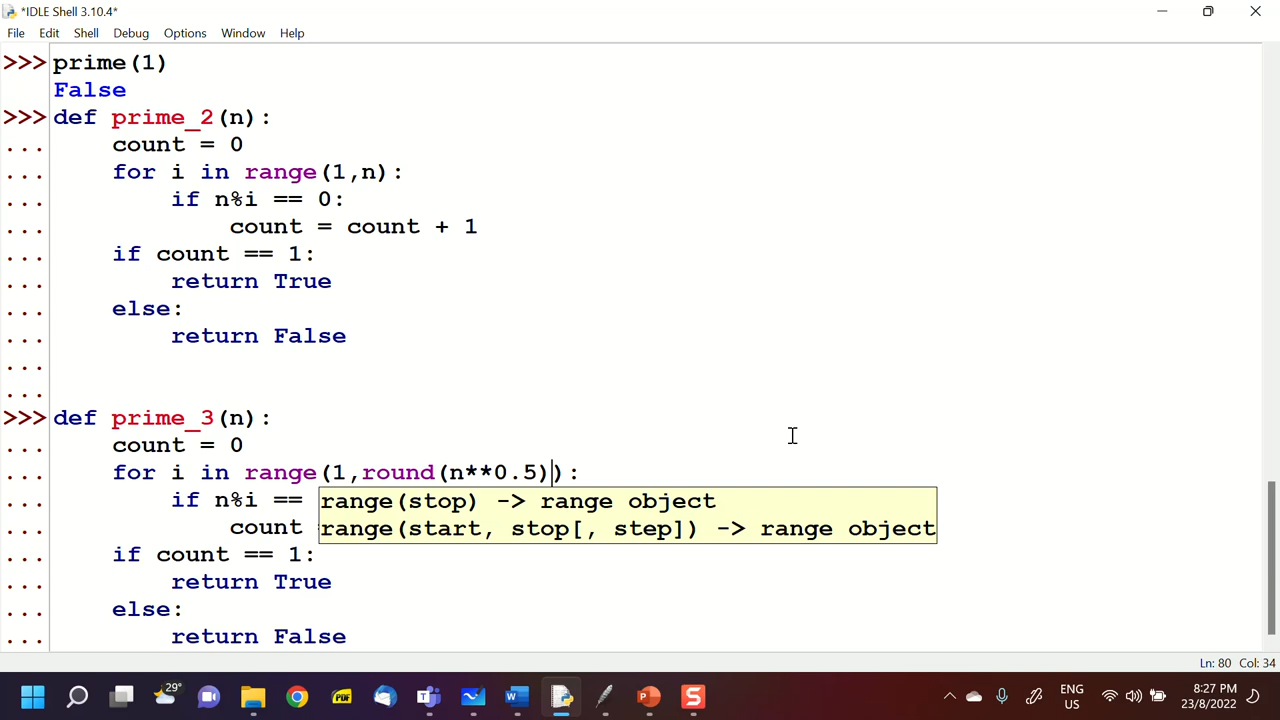 *IDLE Shell 3.10.4*
File Edit Shell Debug Options Window Help
>>> prime(1)
False
>>> def prime_2(n):
...     count = 0
...     for i in range(1,n):
...         if n%i == 0:
...             count = count + 1
...     if count == 1:
...         return True
...     else:
...         return False
...
...
>>> def prime_3(n):
...     count = 0
...     for i in range(1,round(n**0.5)):
...         if n%i ==
range(stop) -> range object
...             count
range(start, stop[, step]) -> range object
...     if count == 1:
...         return True
...     else:
...         return False
Ln: 80 Col: 34
29°
PDF
T
W
P
S
ENG
US
8:27 PM
23/8/2022